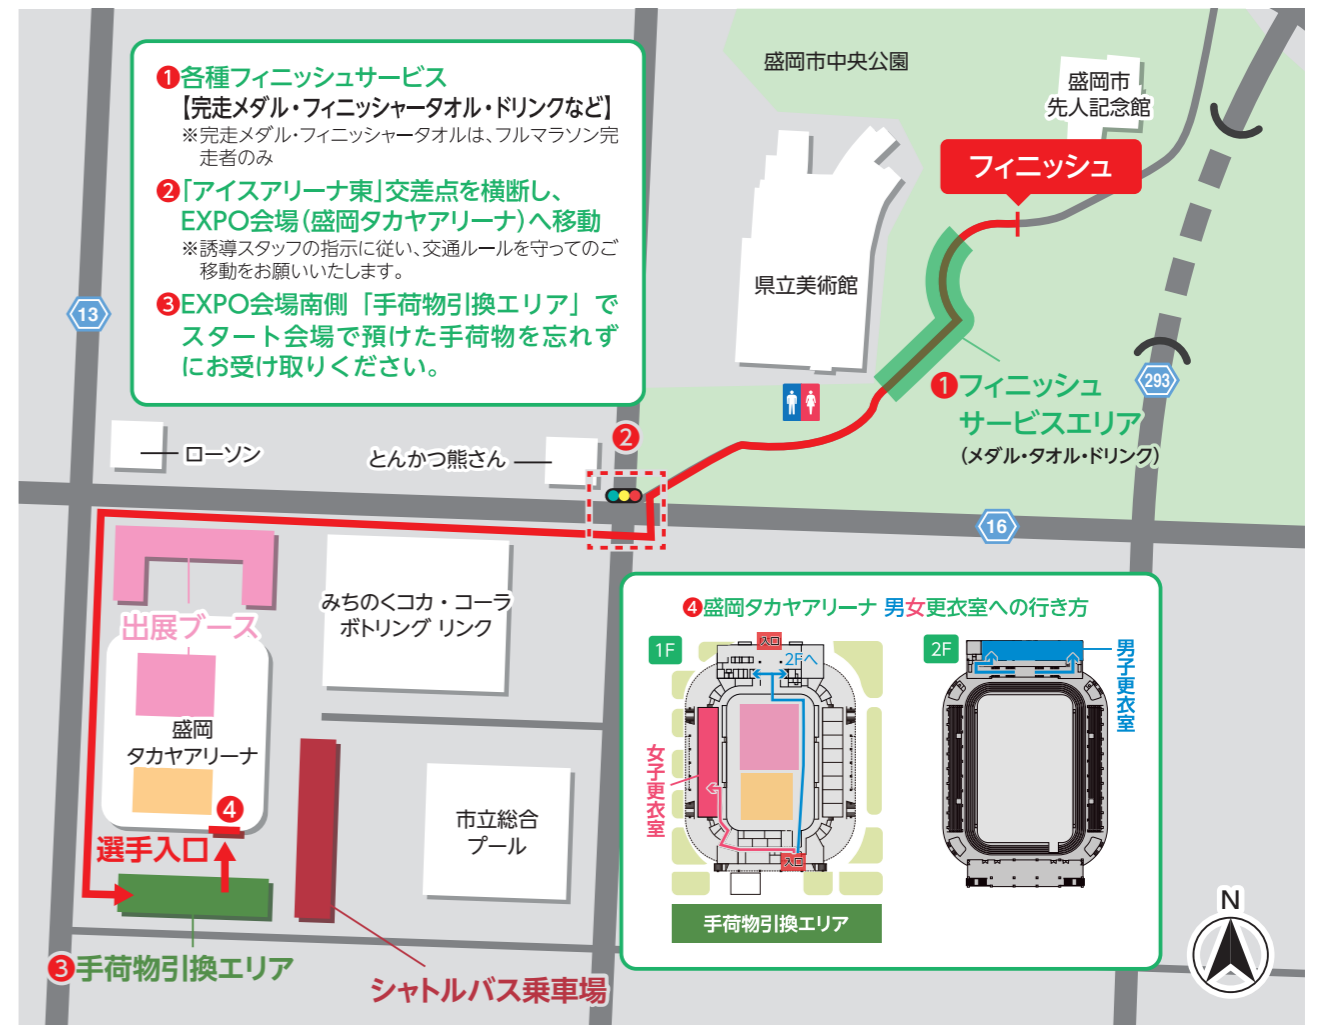 ❶各種フィニッシュサービス
【完走メダル・フィニッシャータオル・ドリンクなど】
※完走メダル・フィニッシャータオルは、フルマラソン完
走者のみ
❷「アイスアリーナ東」交差点を横断し、
EXPO会場(盛岡タカヤアリーナ)へ移動
※誘導スタッフの指示に従い、交通ルールを守ってのご
移動をお願いいたします。
❸EXPO会場南側「手荷物引換エリア」で
スタート会場で預けた手荷物を忘れず
にお受け取りください。
盛岡市中央公園
盛岡市
先人記念館
フィニッシュ
県立美術館
13
293
❶フィニッシュ
サービスエリア
(メダル・タオル・ドリンク)
ローソン
とんかつ熊さん
❷
16
出展ブース
みちのくコカ・コーラ
ボトリング リンク
盛岡
タカヤアリーナ
❹
選手入口
市立総合
プール
❸手荷物引換エリア
シャトルバス乗車場
❹盛岡タカヤアリーナ 男女更衣室への行き方
1F
入口
2Fへ
女子更衣室
入口
手荷物引換エリア
2F
男子更衣室
N